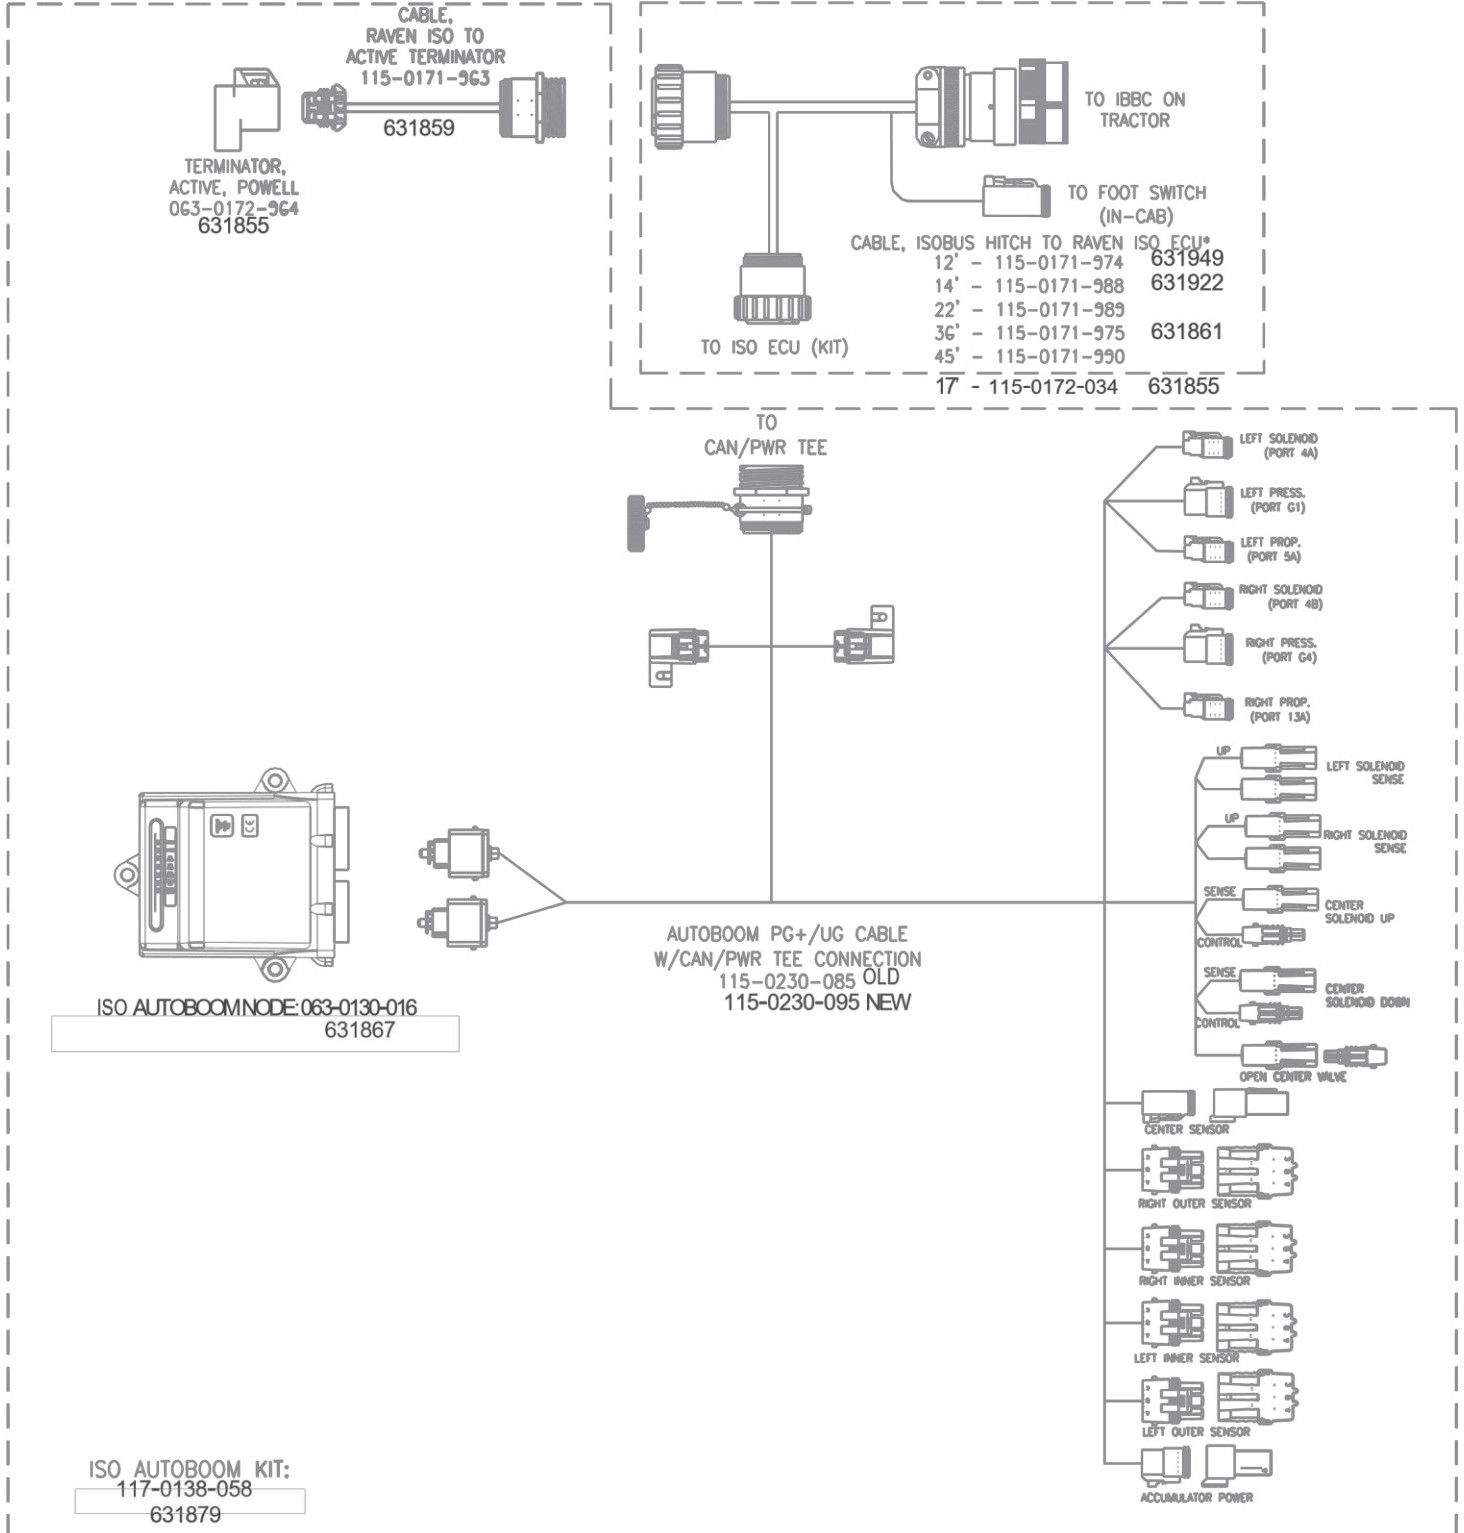 CABLE,
RAVEN ISO TO
ACTIVE TERMINATOR
115-0171-963
631859
TERMINATOR,
ACTIVE, POWELL
063-0172-964
631855
TO IBBC ON
TRACTOR
TO FOOT SWITCH
(IN-CAB)
CABLE, ISOBUS HITCH TO RAVEN ISO ECU*
12' - 115-0171-974 631949
14' - 115-0171-988 631922
22' - 115-0171-989
36' - 115-0171-975 631861
45' - 115-0171-990
17' - 115-0172-034 631855
TO ISO ECU (KIT)
TO
CAN/PWR TEE
LEFT SOLENOID
(PORT 4A)
LEFT PRESS.
(PORT G1)
LEFT PROP.
(PORT 5A)
RIGHT SOLENOID
(PORT 4B)
RIGHT PRESS.
(PORT G4)
RIGHT PROP.
(PORT 13A)
UP
LEFT SOLENOID
SENSE
UP
RIGHT SOLENOID
SENSE
SENSE
CENTER
SOLENOID UP
CONTROL
SENSE
CENTER
SOLENOID DOWN
CONTROL
OPEN CENTER VALVE
CENTER SENSOR
RIGHT OUTER SENSOR
RIGHT INNER SENSOR
LEFT INNER SENSOR
LEFT OUTER SENSOR
ACCUMULATOR POWER
AUTOBOOM PG+/UG CABLE
W/CAN/PWR TEE CONNECTION
115-0230-085 OLD
115-0230-095 NEW
CE
ISO AUTOBOOM NODE: 063-0130-016
631867
ISO AUTOBOOM KIT:
117-0138-058
631879